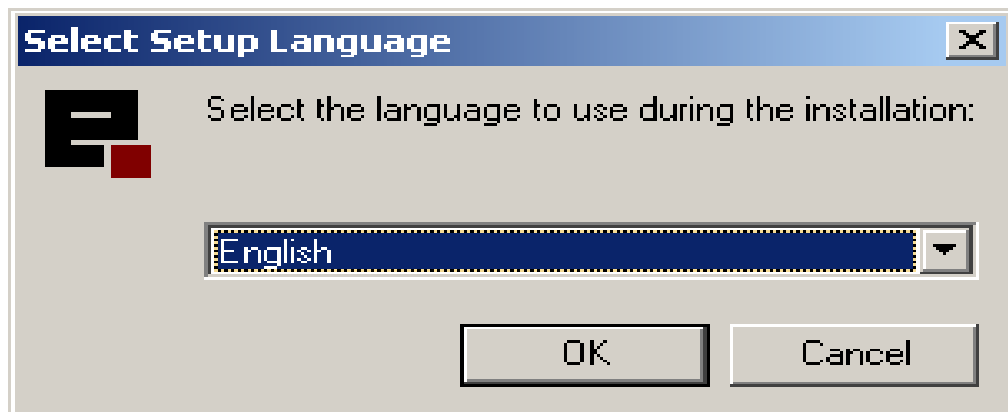 Select Setup Language
Select the language to use during the installation:
English
OK
Cancel